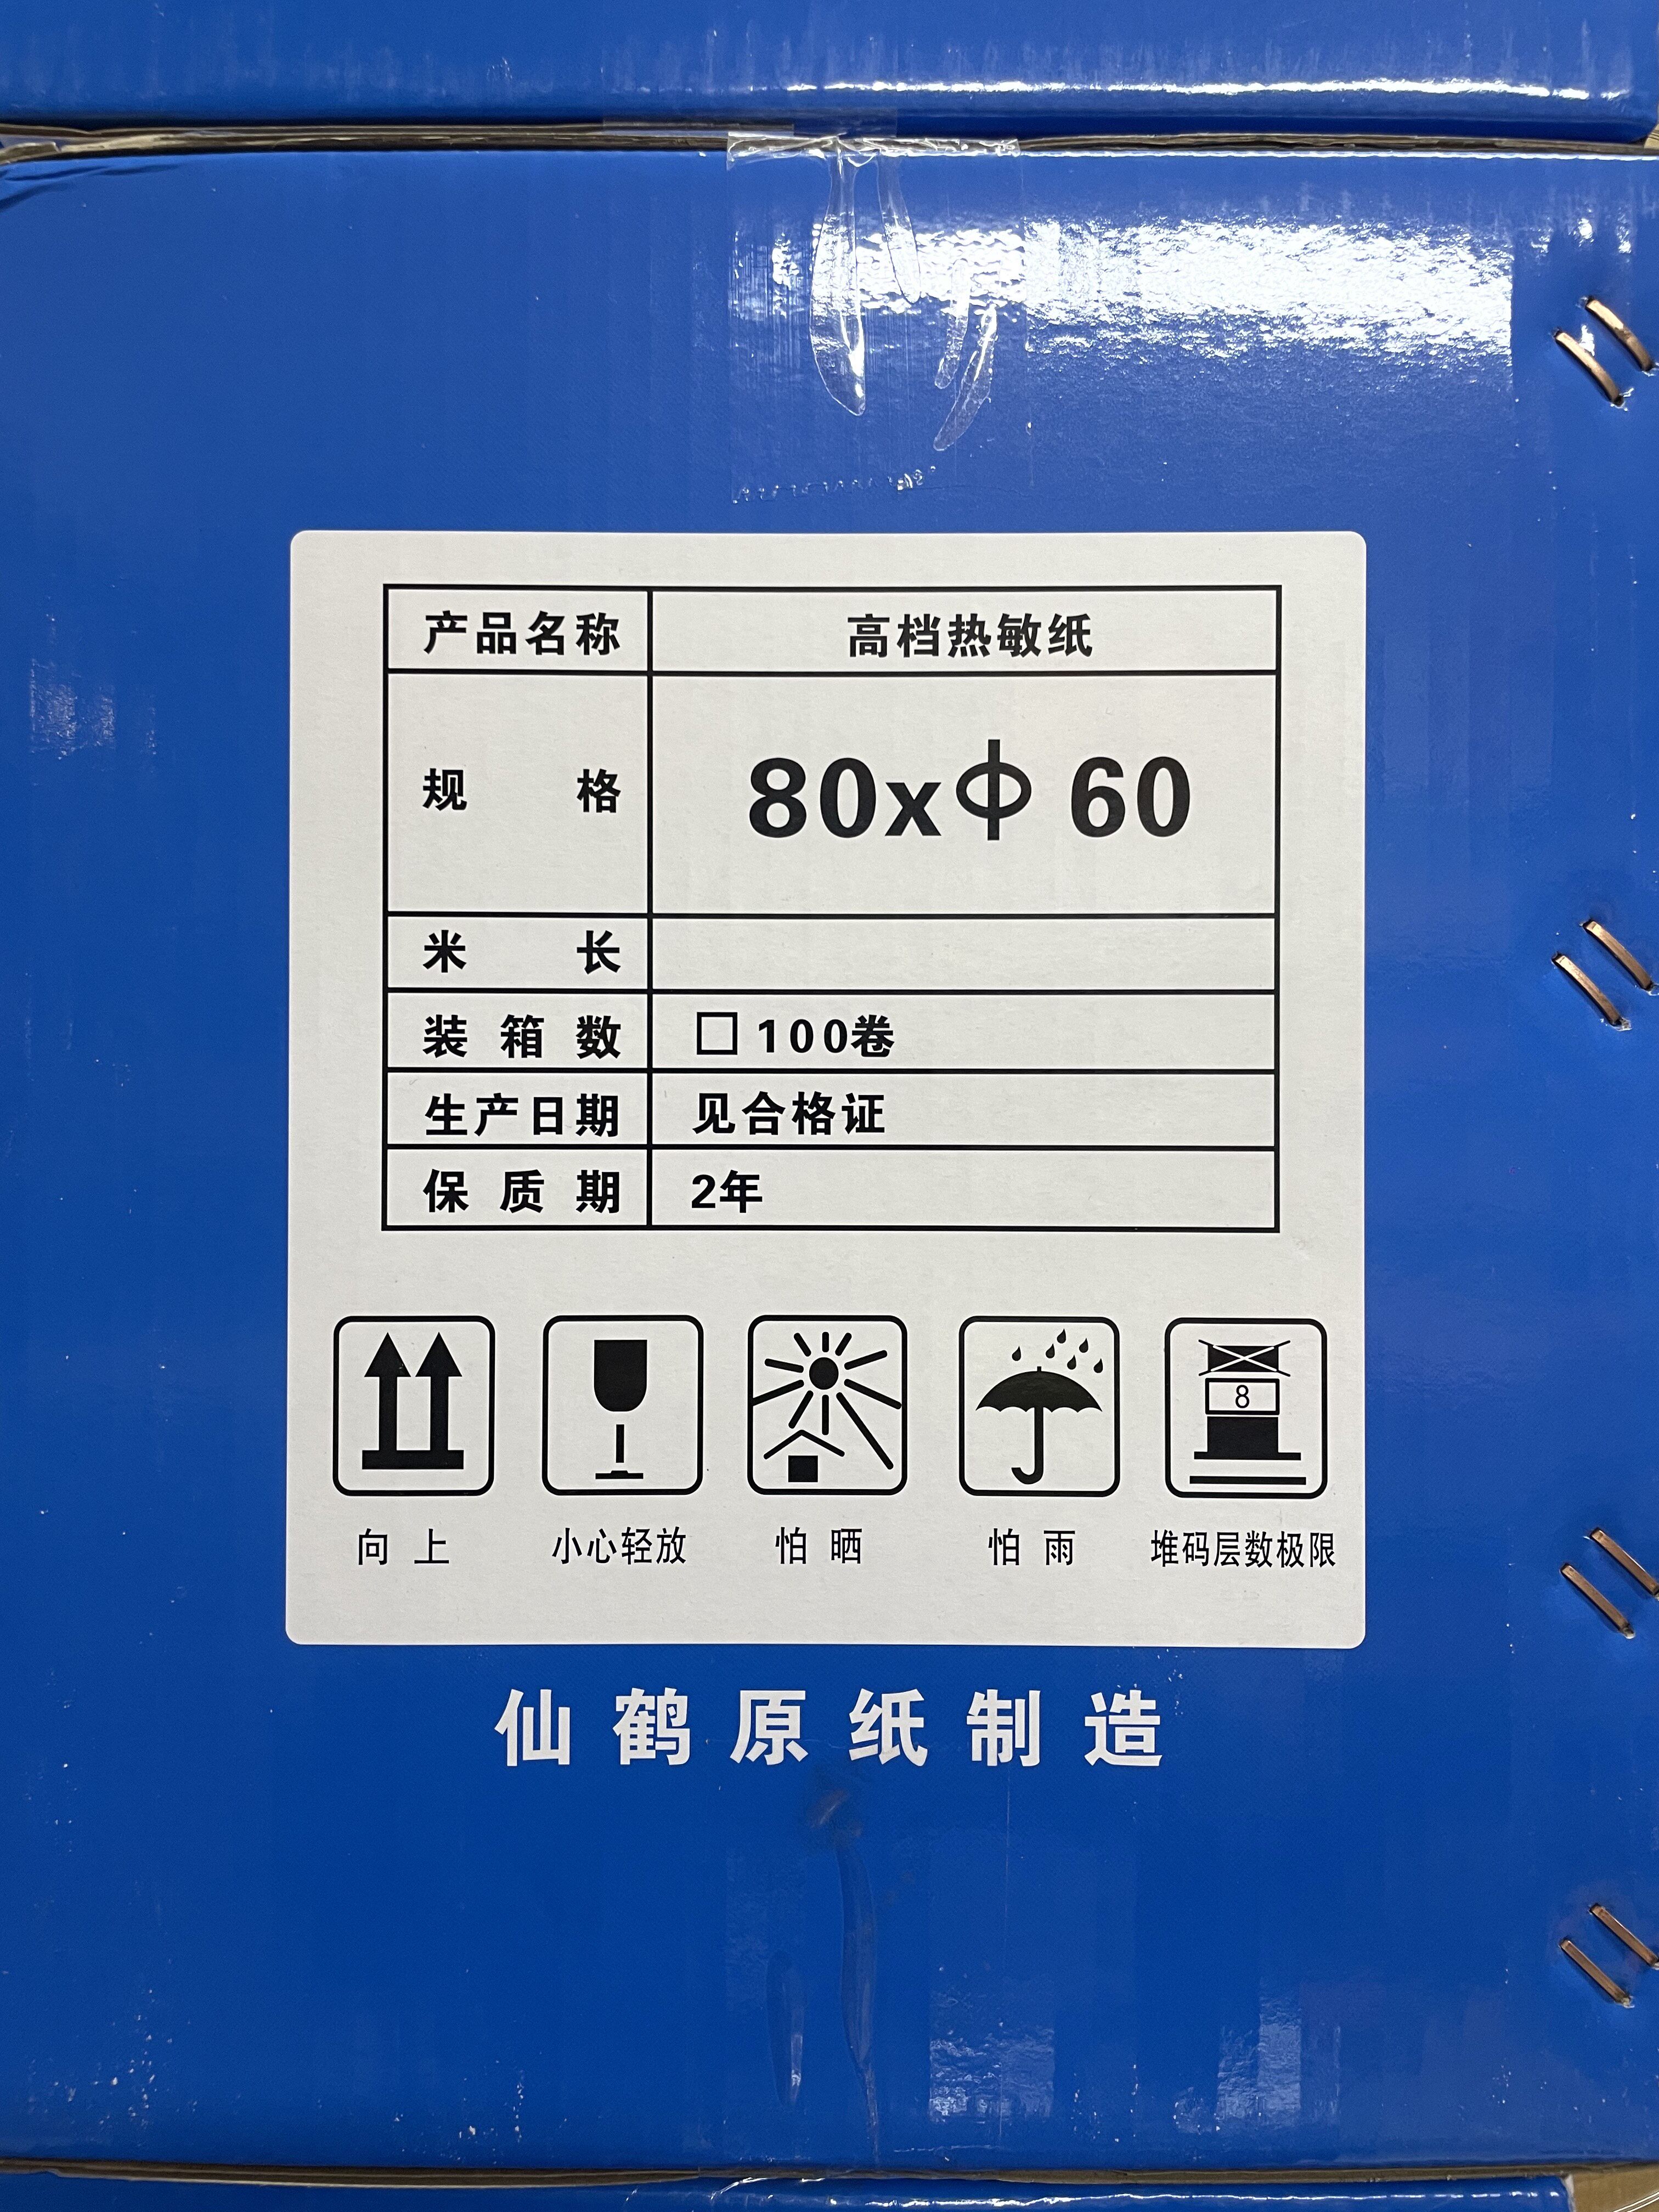 产品名称 高档热敏纸
规格 80xΦ 60
米长
装箱数 □100卷
生产日期 见合格证
保质期 2年
8
向上 小心轻放 怕晒 怕雨 堆码层数极限
仙鹤原纸制造